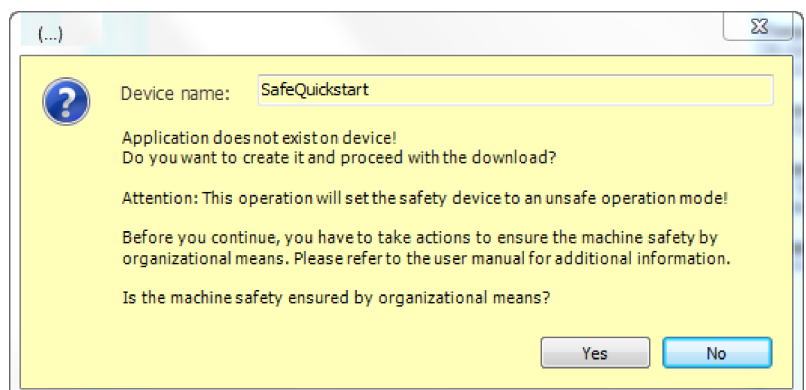 (...)
Device name: SafeQuickstart
Application does not exist on device!
Do you want to create it and proceed with the download?
Attention: This operation will set the safety device to an unsafe operation mode!
Before you continue, you have to take actions to ensure the machine safety by
organizational means. Please refer to the user manual for additional information.
Is the machine safety ensured by organizational means?
Yes No